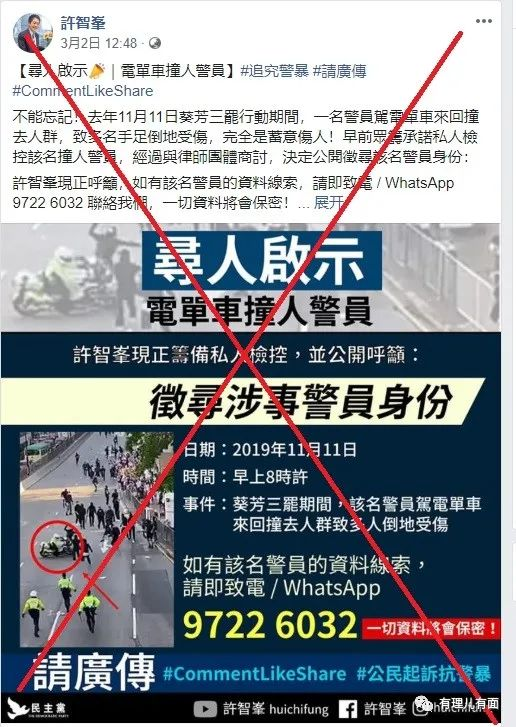 許智峯
3月2日 12:48
【尋人啟示🎉｜電單車撞人警員】#追究警暴 #請廣傳
#CommentLikeShare
不能忘記！去年11月11日葵芳三罷行動期間，一名警員駕電單車來回撞
去人群，致多名手足倒地受傷，完全是蓄意傷人！早前眾籌承諾私人檢
控該名撞人警員，經過與律師團體商討，決定公開徵尋該名警員身份：
許智峯現正呼籲，如有該名警員的資料線索，請即致電 / WhatsApp
9722 6032 聯絡我們，一切資料將會保密！... 展开
尋人啟示
電單車撞人警員
許智峯現正籌備私人檢控，並公開呼籲：
徵尋涉事警員身份
日期：2019年11月11日
時間：早上8時許
事件：葵芳三罷期間，該名警員駕電單車
來回撞去人群致多人倒地受傷
如有該名警員的資料線索，
請即致電 / WhatsApp
9722 6032 一切資料將會保密！
請廣傳 #CommentLikeShare #公民起訴抗警暴
民主黨 THE DEMOCRATIC PARTY 許智峯 huichifung 許智峯 huichifung
有理儿有面